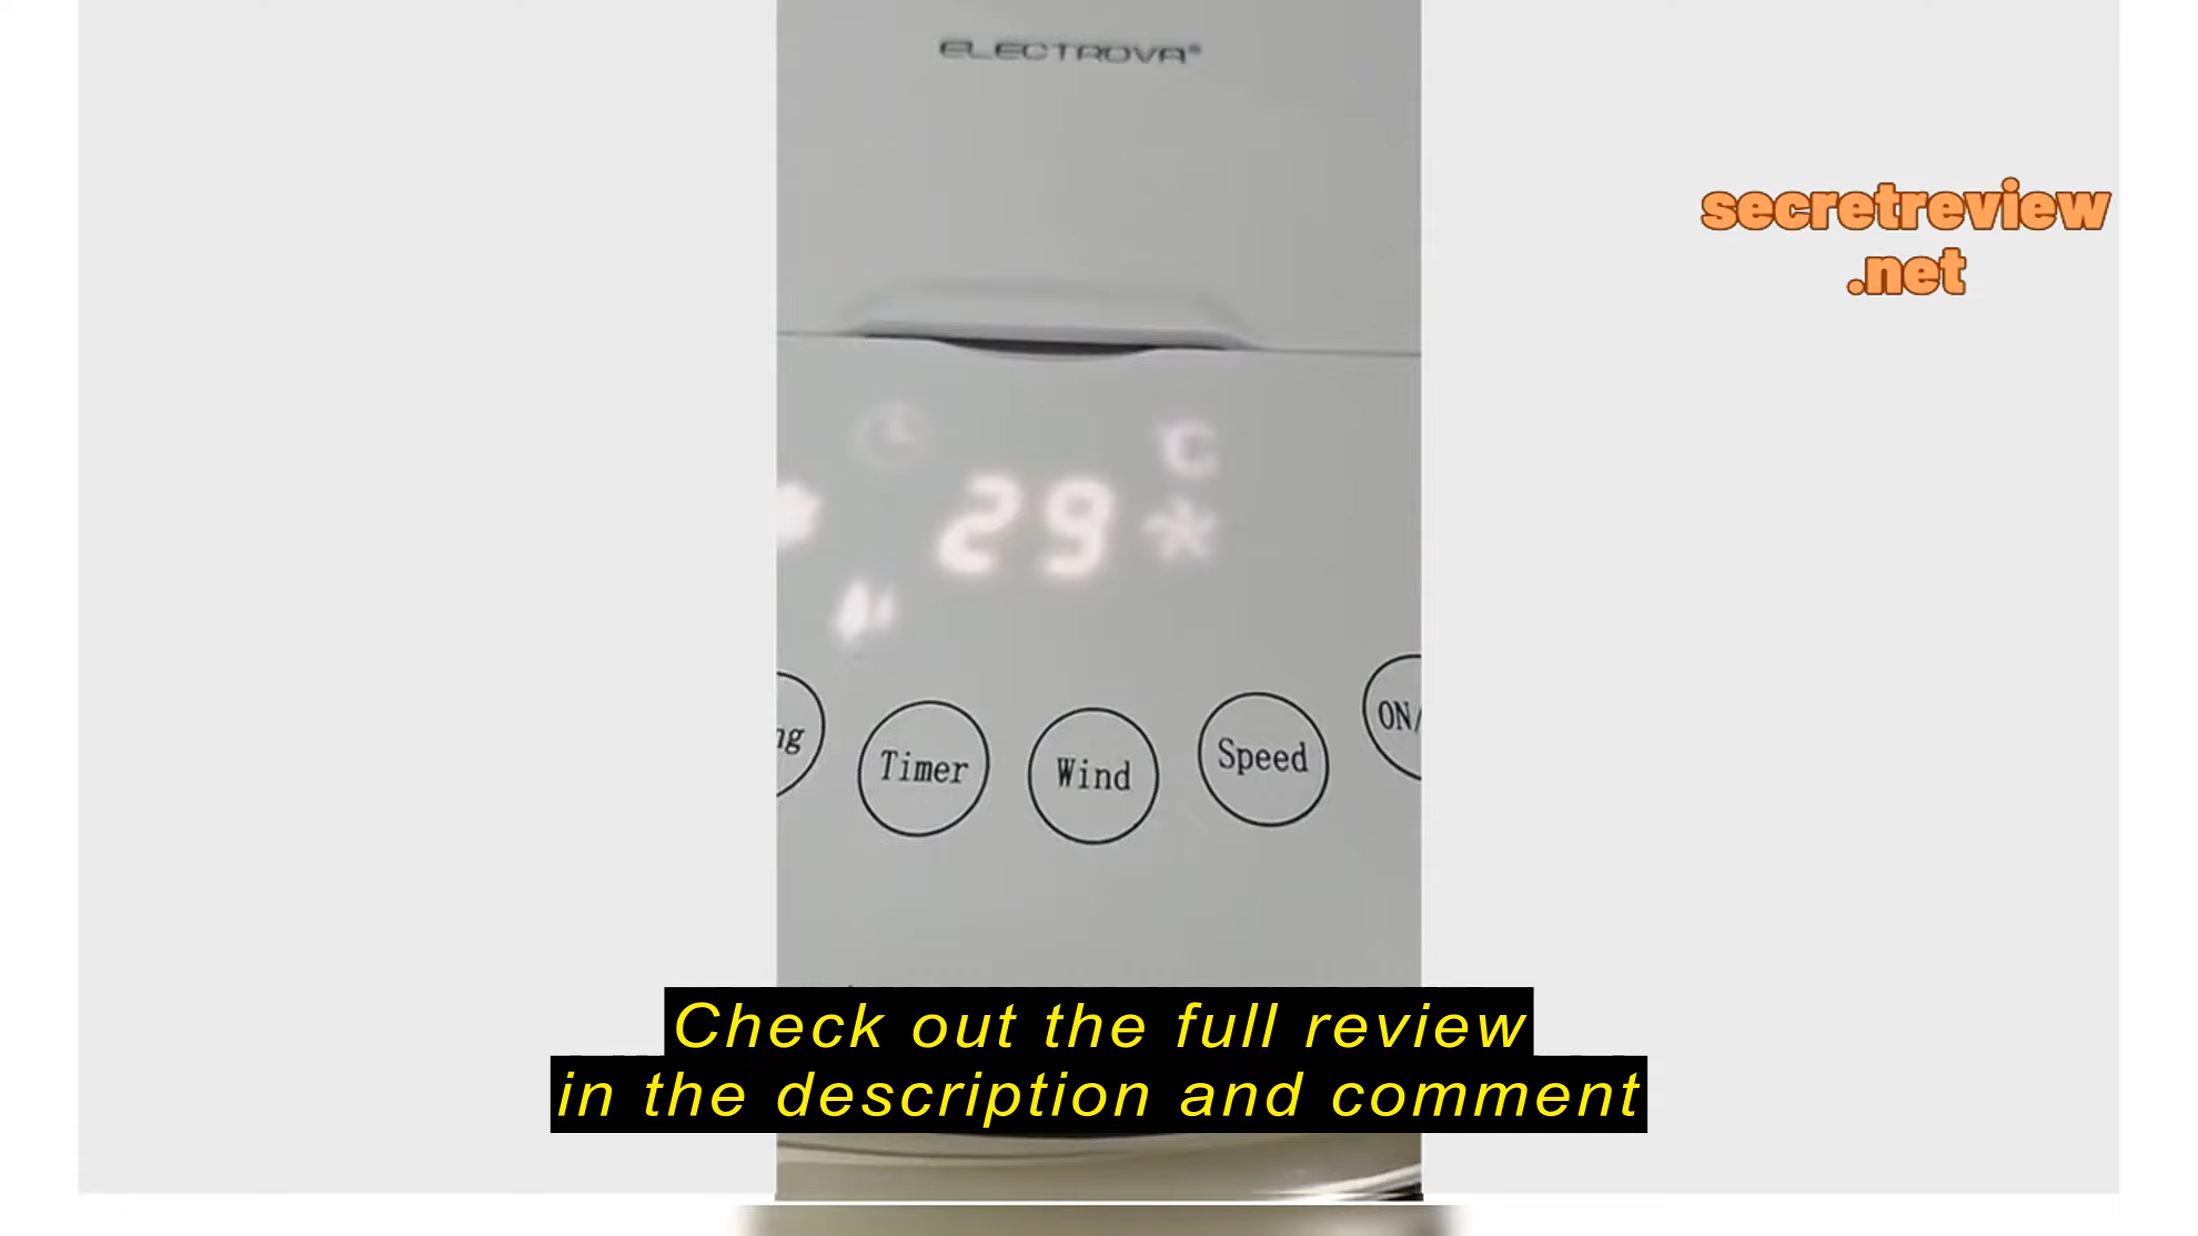 ELECTROVA®
secretreview
.net
C
29
Timer
Wind
Speed
Check out the full review
in the description and comment